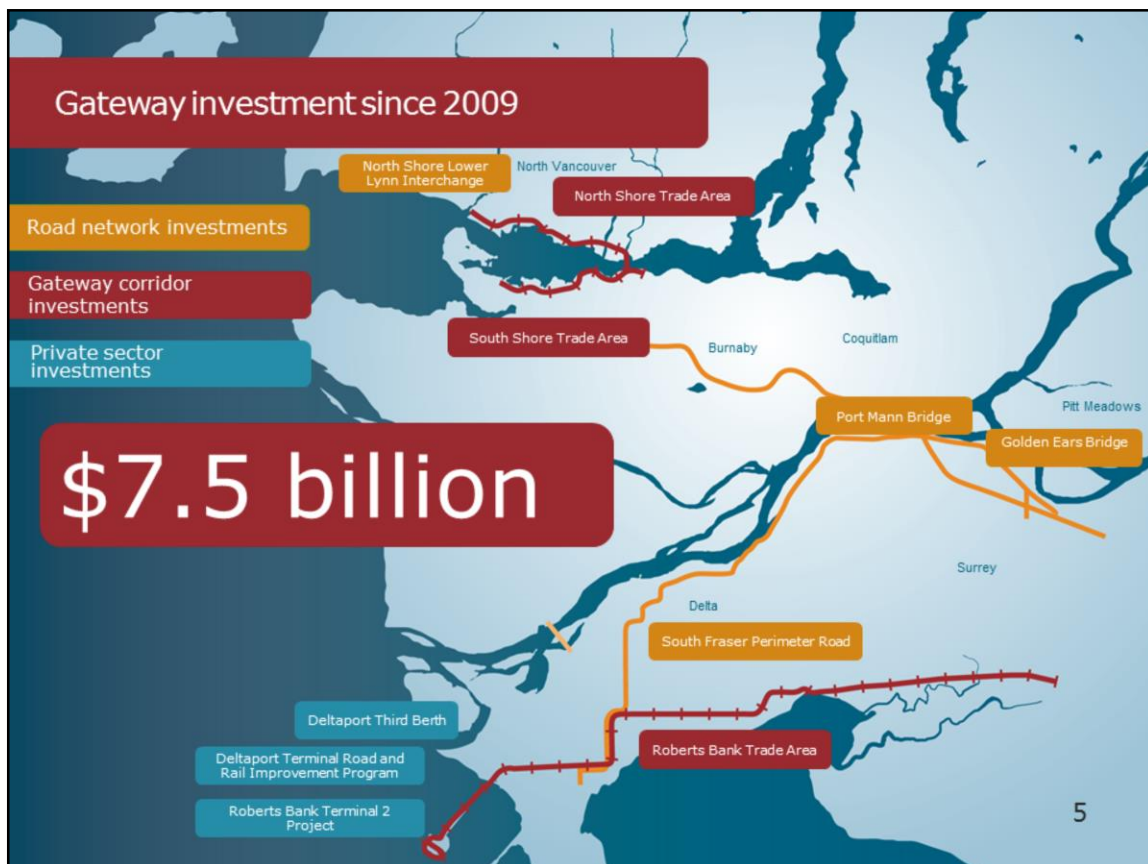 Gateway investment since 2009
North Shore Lower
Lynn Interchange
North Vancouver
North Shore Trade Area
Road network investments
Gateway corridor
investments
Private sector
investments
South Shore Trade Area
Burnaby
Coquitlam
Pitt Meadows
Port Mann Bridge
Golden Ears Bridge
$7.5 billion
Surrey
Delta
South Fraser Perimeter Road
Deltaport Third Berth
Roberts Bank Trade Area
Deltaport Terminal Road and
Rail Improvement Program
Roberts Bank Terminal 2
Project
5